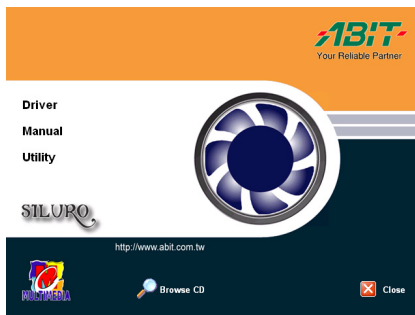 ABIT
Your Reliable Partner
Driver
Manual
Utility
SILURO
http://www.abit.com.tw
MULTIMEDIA
Browse CD
Close